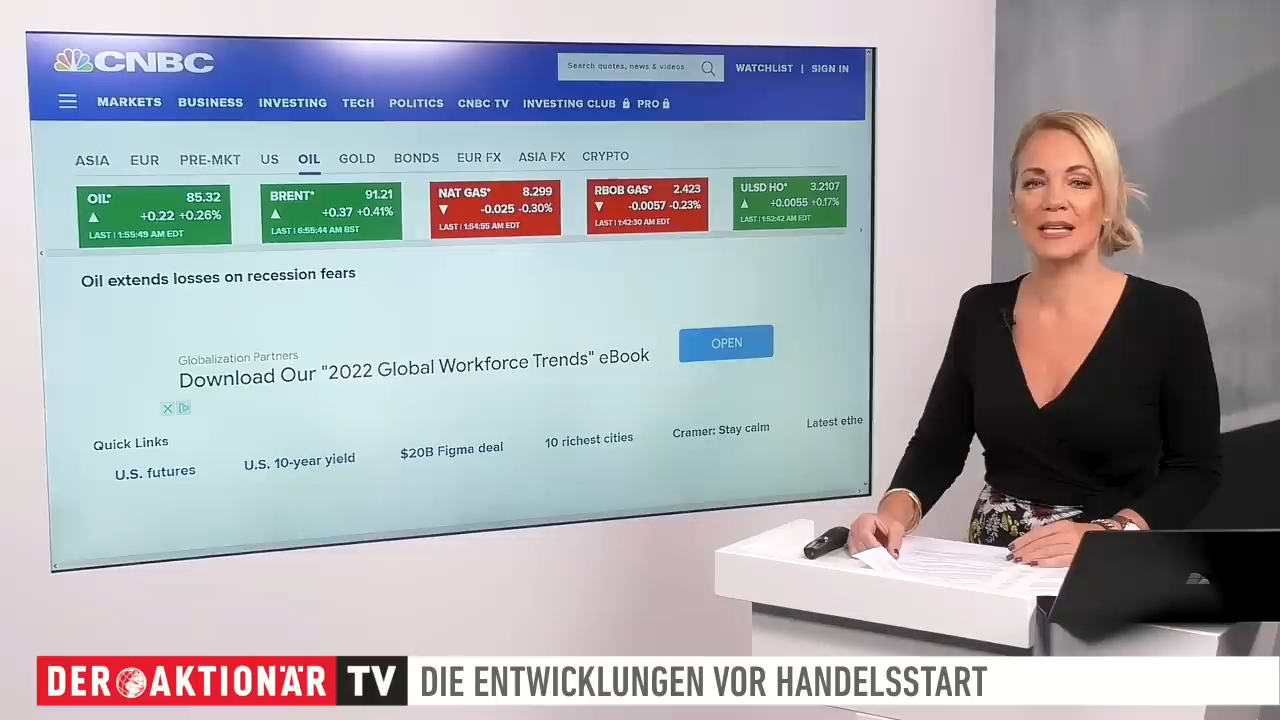 CNBC
Search quotes, news & videos
WATCHLIST | SIGN IN
MARKETS BUSINESS INVESTING TECH POLITICS CNBC TV INVESTING CLUB PRO
ASIA EUR PRE-MKT US OIL GOLD BONDS EUR FX ASIA FX CRYPTO
OIL* 85.32
▲ +0.22 +0.26%
LAST | 1:55:49 AM EDT
BRENT* 91.21
▲ +0.37 +0.41%
LAST | 6:55:44 AM BST
NAT GAS* 8.299
▼ -0.025 -0.30%
LAST | 1:54:55 AM EDT
RBOB GAS* 2.423
▼ -0.0057 -0.23%
LAST | 1:42:30 AM EDT
ULSD HO* 3.2107
▲ +0.0055 +0.17%
LAST | 1:52:42 AM EDT
Oil extends losses on recession fears
Globalization Partners
Download Our "2022 Global Workforce Trends" eBook
OPEN
Quick Links
U.S. futures U.S. 10-year yield $20B Figma deal 10 richest cities Cramer: Stay calm Latest ethe
DER AKTIONÄR TV DIE ENTWICKLUNGEN VOR HANDELSSTART